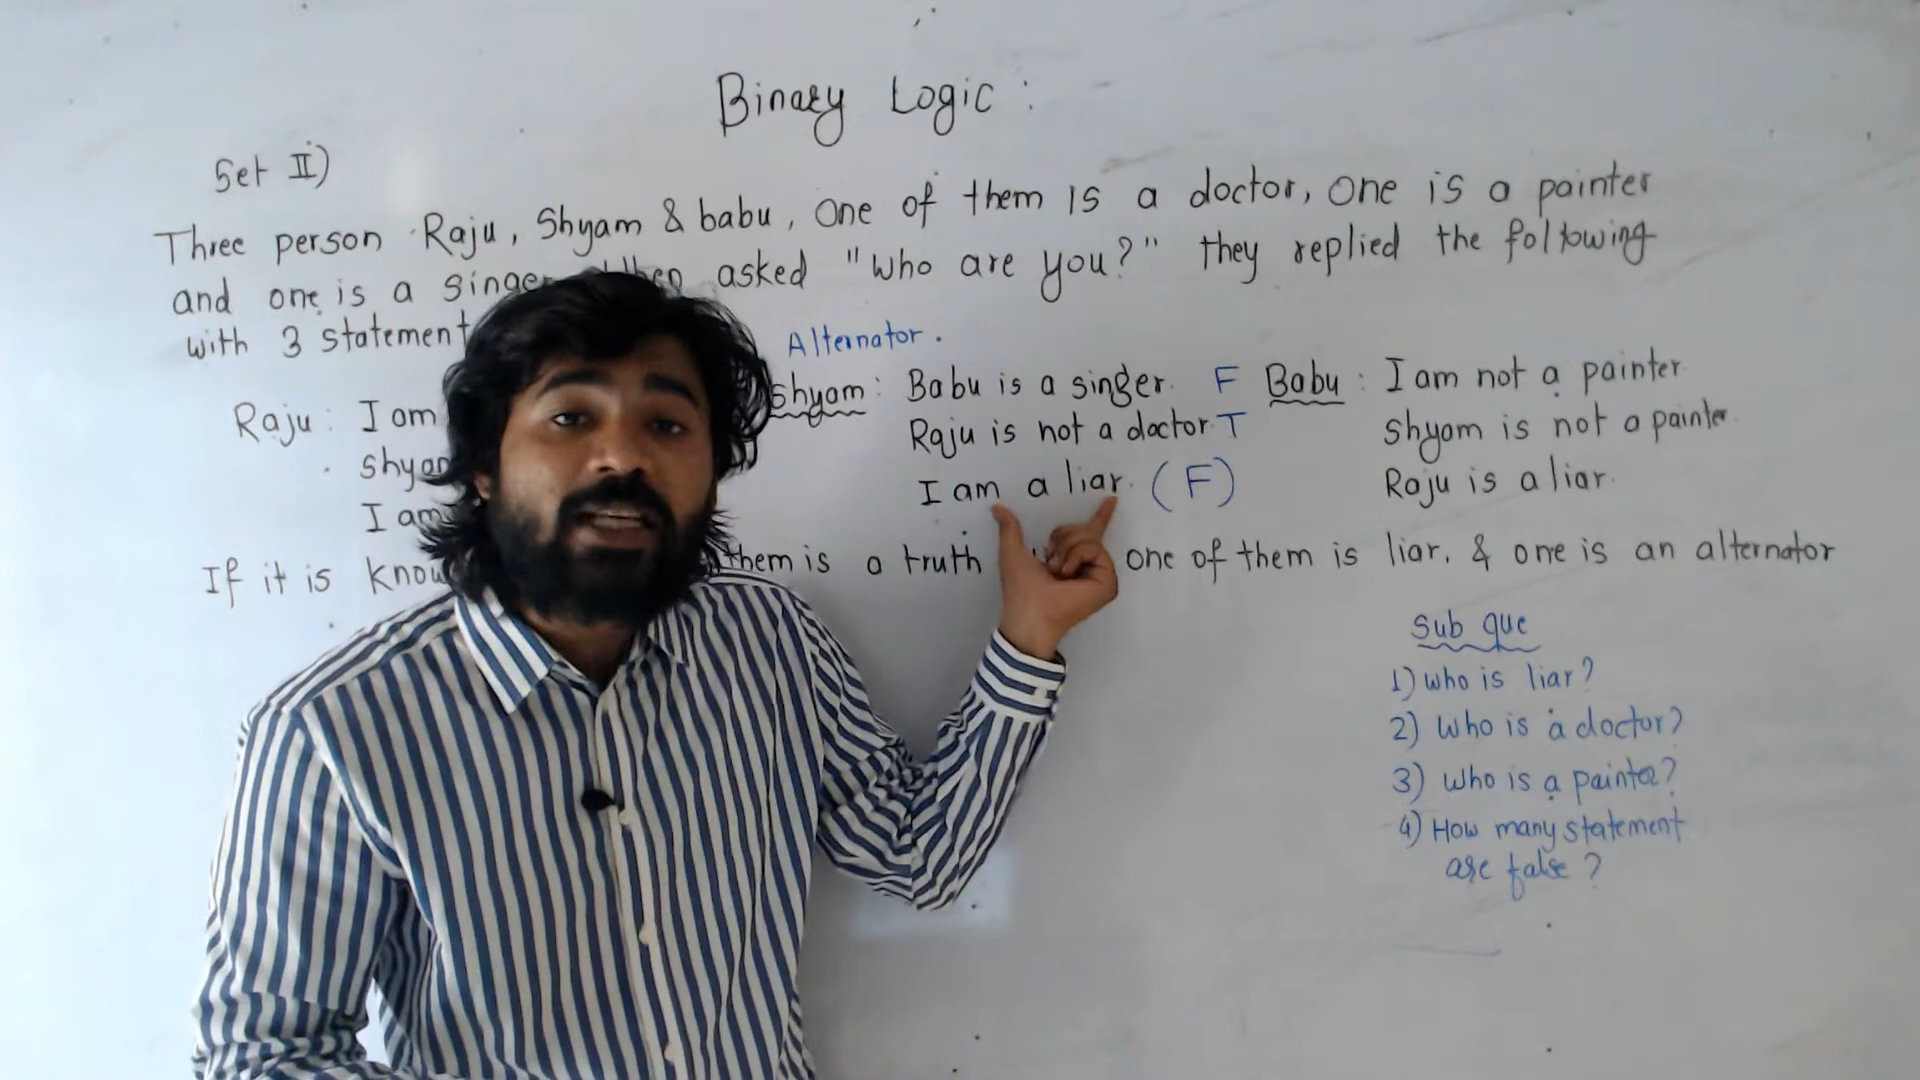 Binary Logic :
Set II)
Three person Raju, Shyam & babu, One of them is a doctor, One is a painter
and one is a singer When asked "Who are you?" they replied the following
with 3 statement
Alternator.
Raju : I am
Shyam
I am
Shyam : Babu is a singer. F
Raju is not a doctor. T
I am a liar. (F)
Babu : I am not a painter
Shyam is not a painter.
Raju is a liar.
If it is know them is a truth one of them is liar. & one is an alternator
Sub que
1) Who is liar?
2) Who is a doctor?
3) Who is a painter?
4) How many statement
are false ?